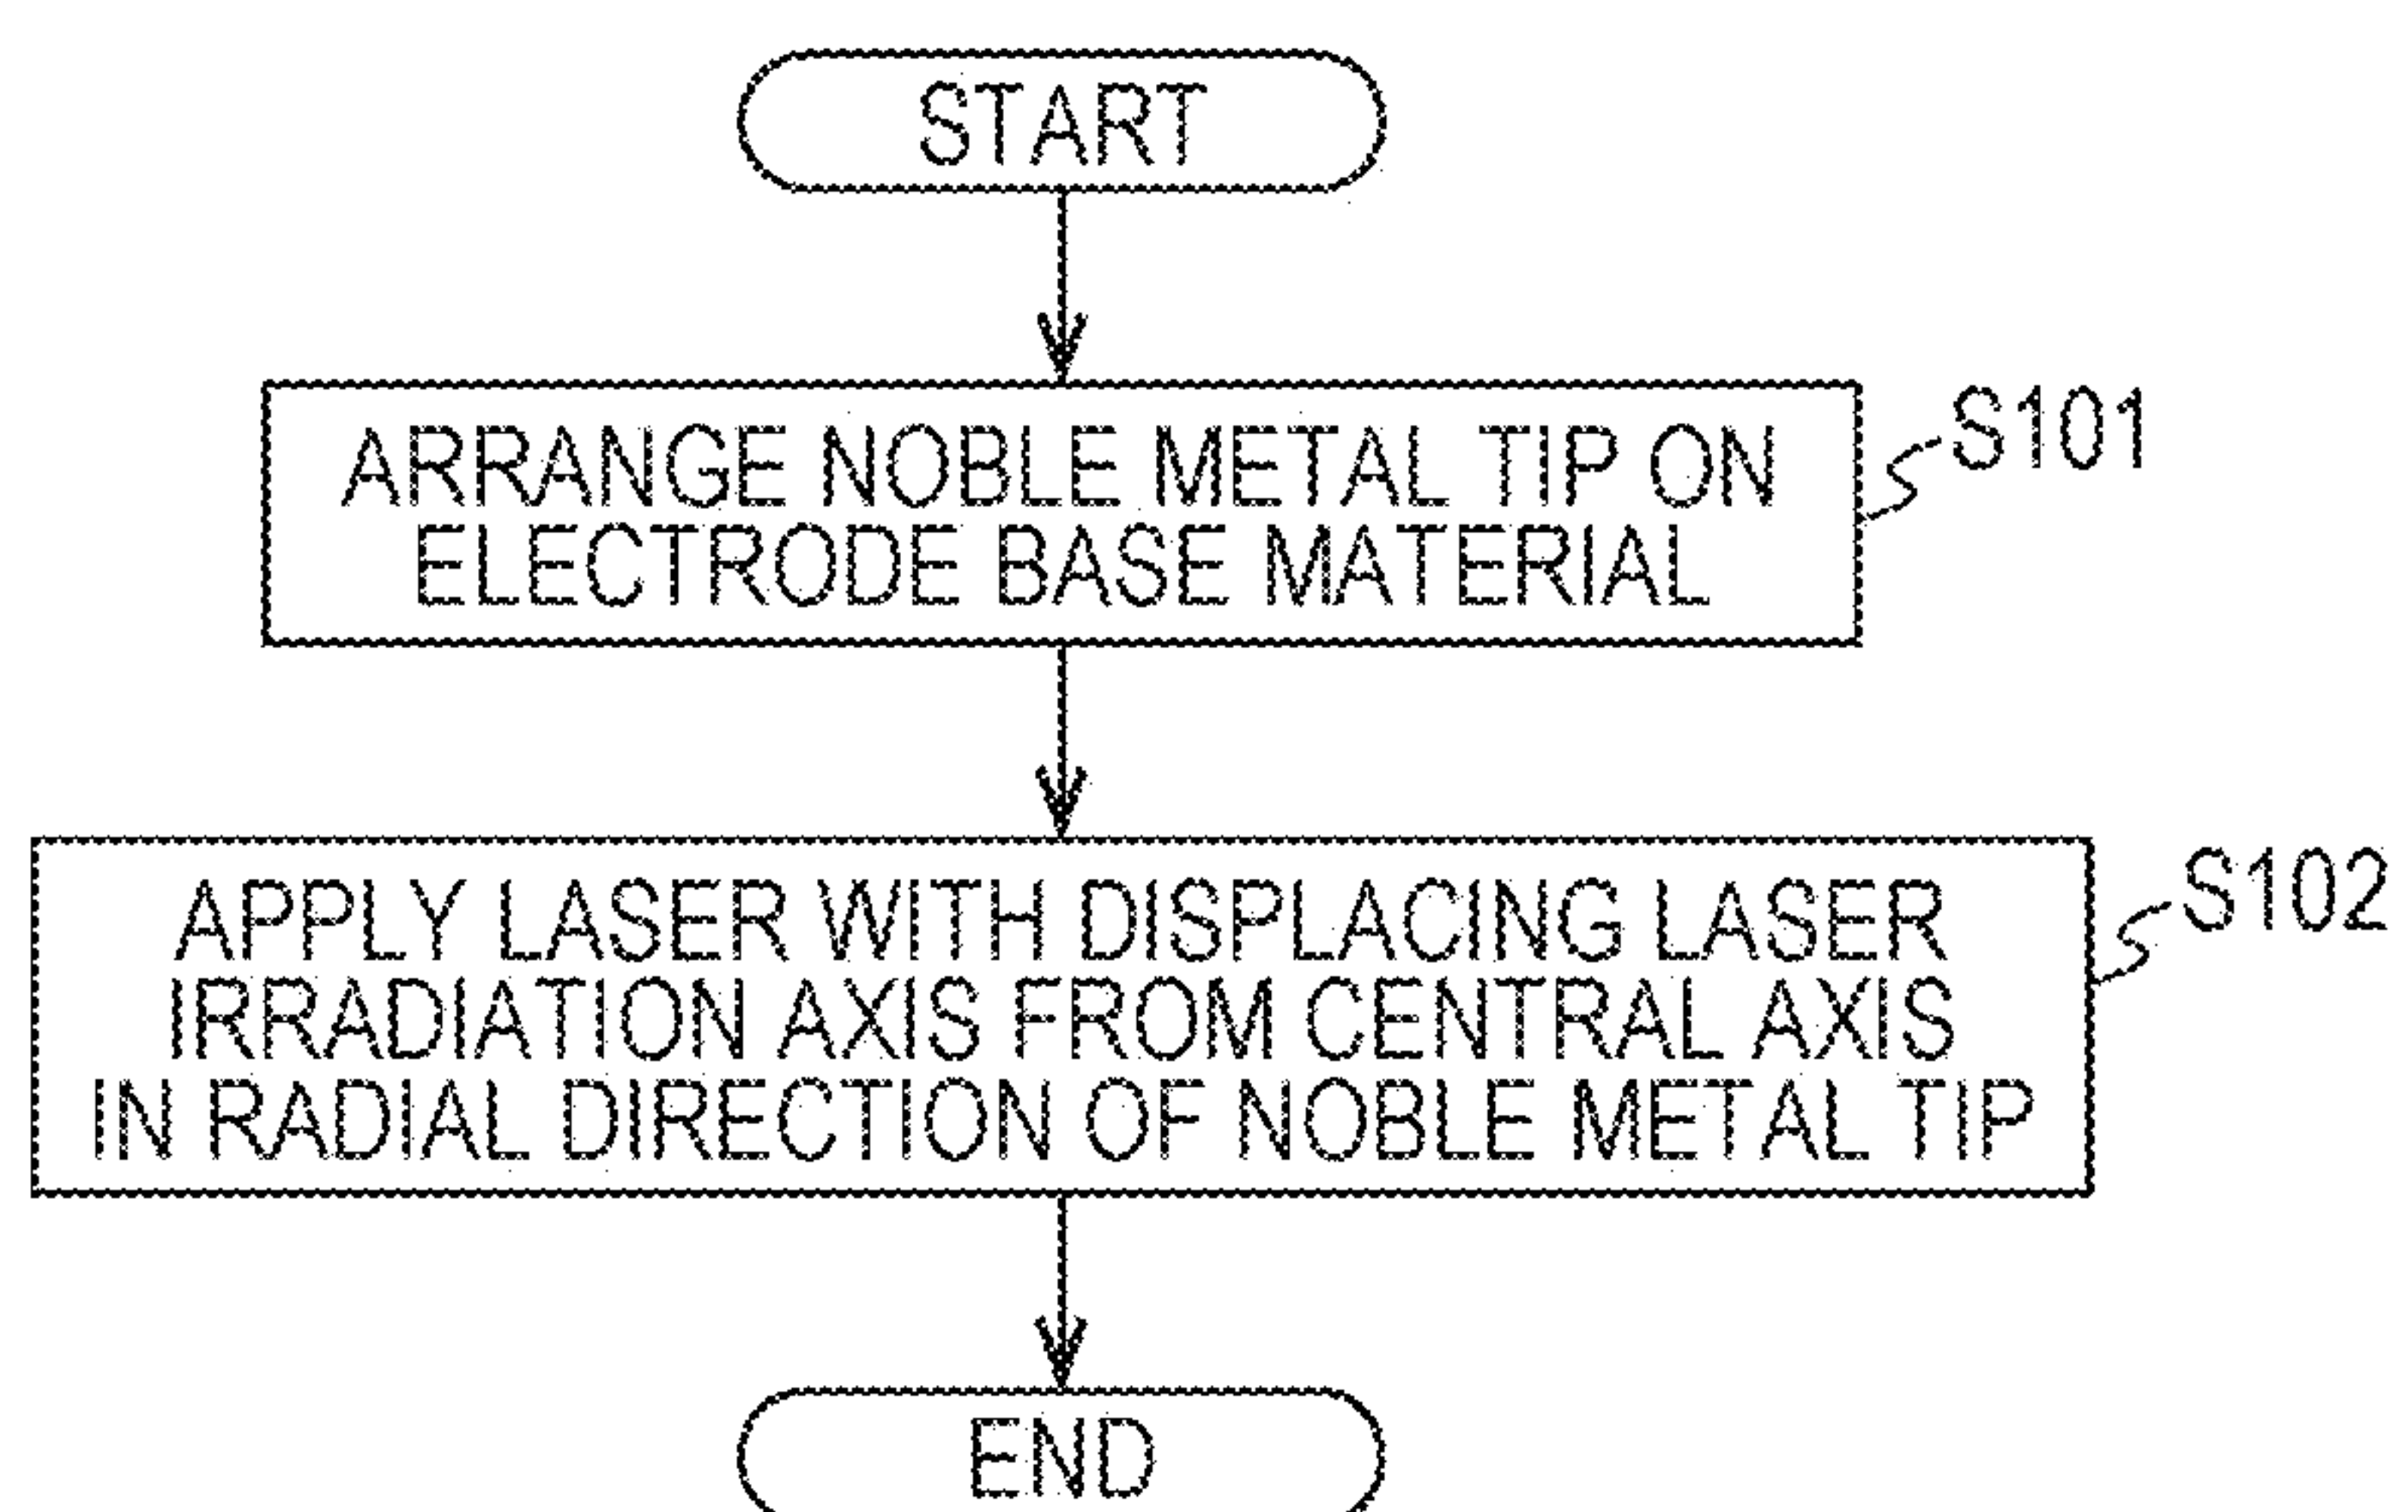 START
ARRANGE NOBLE METAL TIP ON
ELECTRODE BASE MATERIAL
S101
APPLY LASER WITH DISPLACING LASER
IRRADIATION AXIS FROM CENTRAL AXIS
IN RADIAL DIRECTION OF NOBLE METAL TIP
S102
END